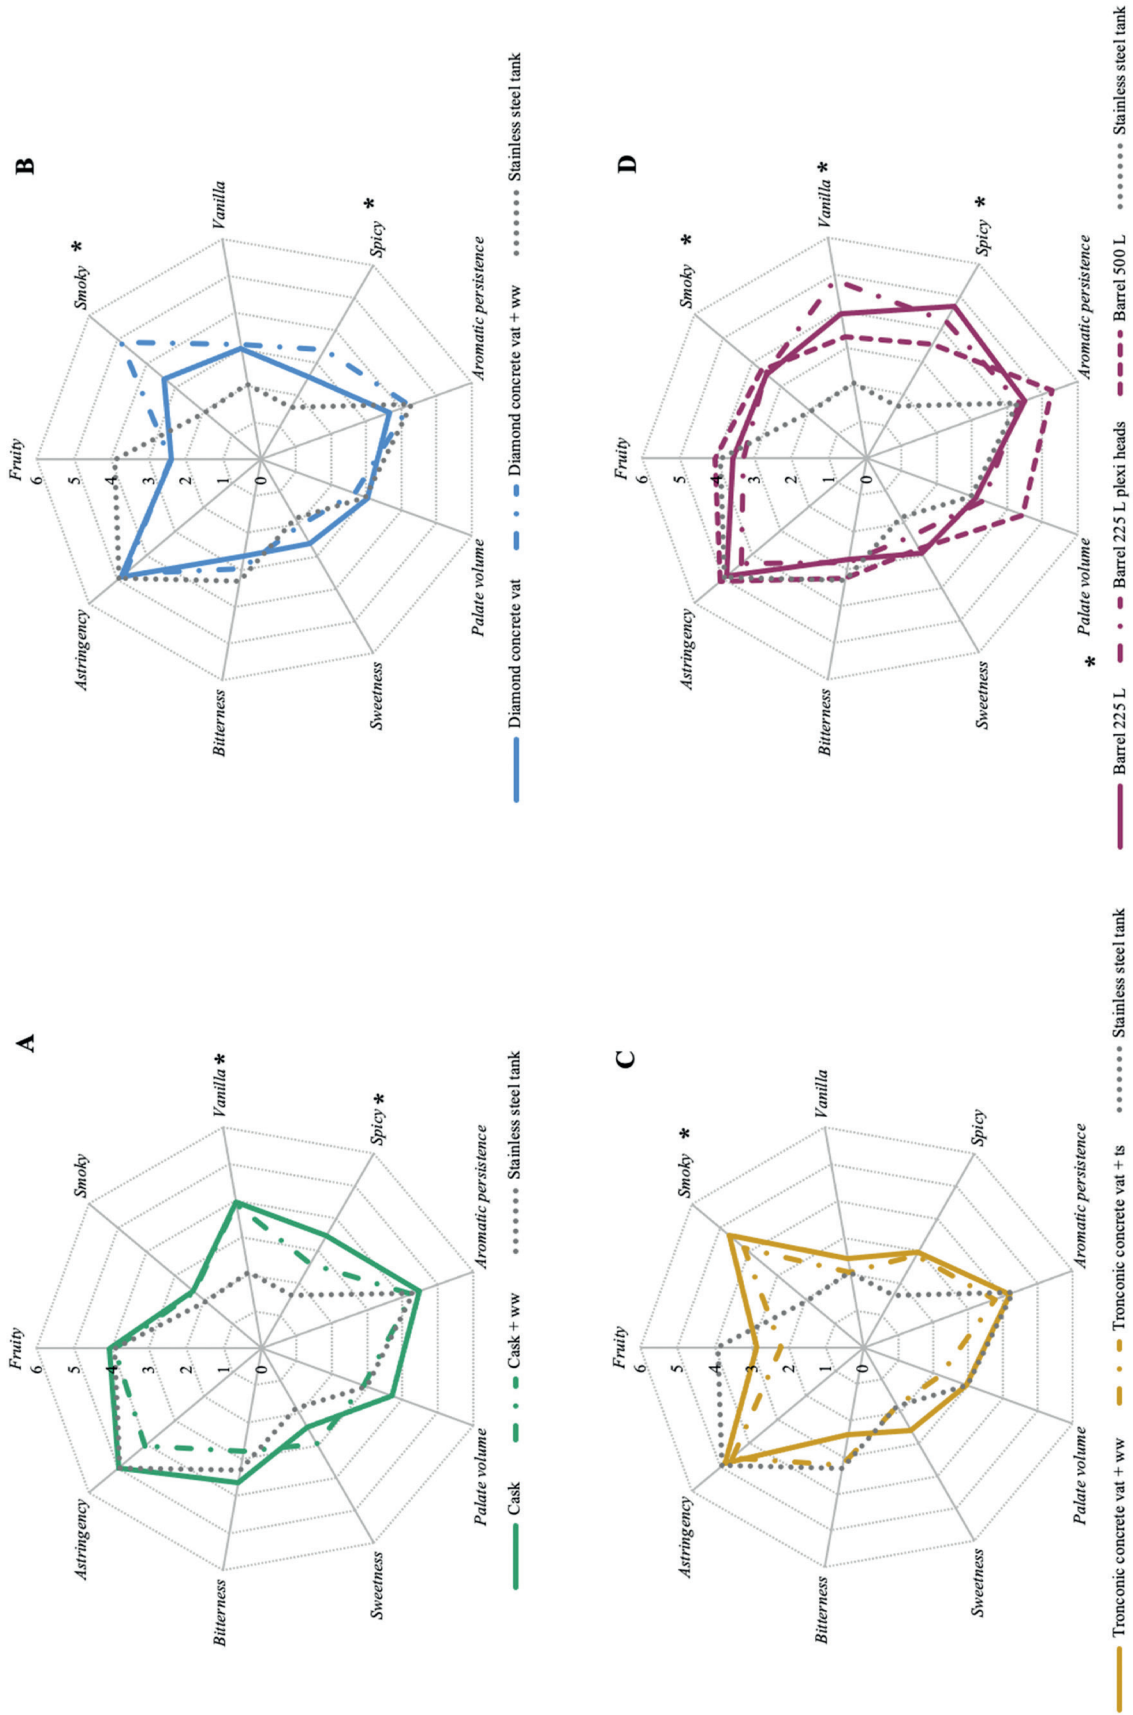 A
Fruity
6
5
4
3
2
1
0
Smoky
Vanilla *
Spicy *
Aromatic persistence
Palate volume
Sweetness
Bitterness
Astringency
Cask
Cask + ww
Stainless steel tank
B
Fruity
6
5
4
3
2
1
0
Smoky *
Vanilla
Spicy *
Aromatic persistence
Palate volume
Sweetness
Bitterness
Astringency
Diamond concrete vat
Diamond concrete vat + ww
Stainless steel tank
C
Fruity
6
5
4
3
2
1
0
Smoky *
Vanilla
Spicy
Aromatic persistence
Palate volume
Sweetness
Bitterness
Astringency
Tronconic concrete vat + ww
Tronconic concrete vat + ts
Stainless steel tank
D
Fruity
6
5
4
3
2
1
0
Smoky *
Vanilla *
Spicy *
Aromatic persistence
Palate volume
*
Sweetness
Bitterness
Astringency
Barrel 225 L
Barrel 225 L plexi heads
Barrel 500 L
Stainless steel tank